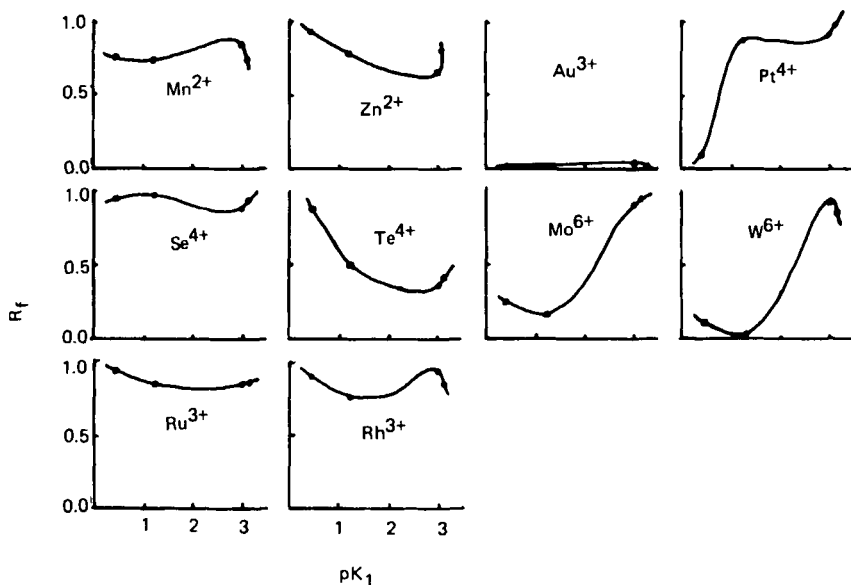 1.0
0.5
0.0
Mn2+
Zn2+
Au3+
Pt4+
1.0
0.5
0.0
Se4+
Te4+
Mo6+
W6+
Rf
1.0
0.5
0.0
Ru3+
Rh3+
1 2 3 1 2 3
pK1